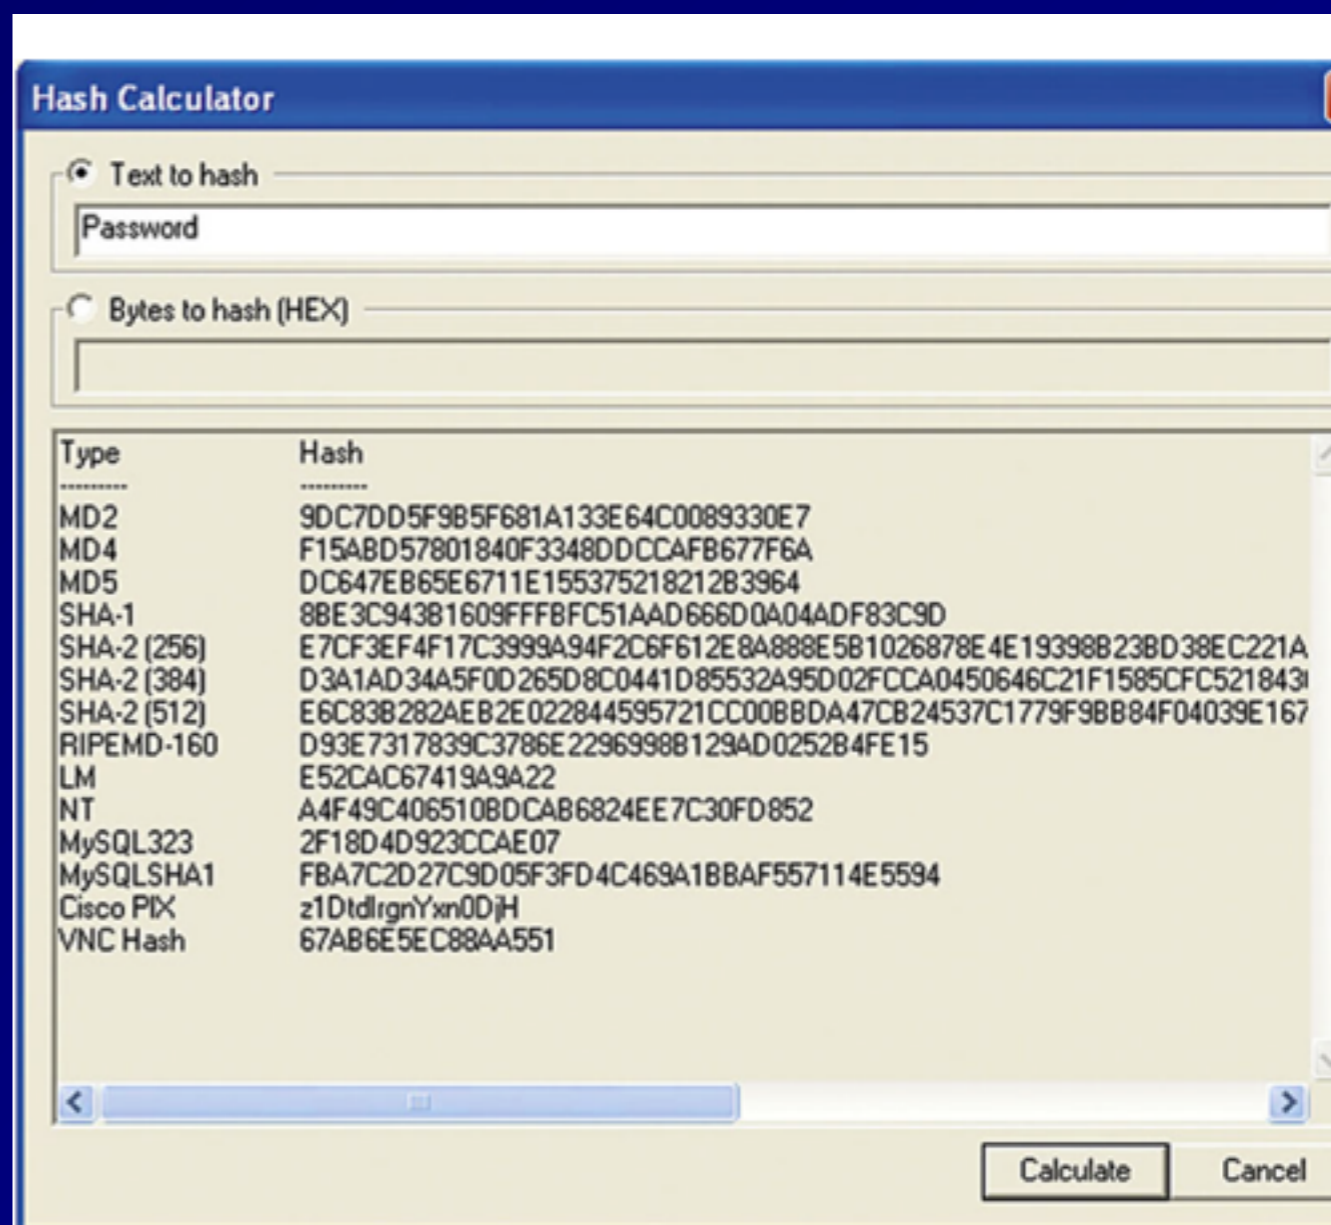 Hash Calculator
Text to hash
Password
Bytes to hash (HEX)
Type Hash
--------- ---------
MD2 9DC7DD5F9B5F681A133E64C0089330E7
MD4 F15ABD57801840F3348DDCCAFB677F6A
MD5 DC647EB65E6711E155375218212B3964
SHA-1 8BE3C943B1609FFFBFC51AAD666D0A04ADF83C9D
SHA-2 (256) E7CF3EF4F17C3999A94F2C6F612E8A888E5B1026878E4E19398B23BD38EC221A
SHA-2 (384) D3A1AD34A5F0D265D8C0441D85532A95D02FCCA0450646C21F1585CFC521843
SHA-2 (512) E6C83B282AEB2E022844595721CC00BBDA47CB24537C1779F9BB84F04039E167
RIPEMD-160 D93E7317839C3786E2296998B129AD0252B4FE15
LM E52CAC67419A9A22
NT A4F49C406510BDCAB6824EE7C30FD852
MySQL323 2F18D4D923CCAE07
MySQLSHA1 FBA7C2D27C9D05F3FD4C469A1BBAF557114E5594
Cisco PIX z1DtdIrgnYxn0DjH
VNC Hash 67AB6E5EC88AA551
Calculate Cancel